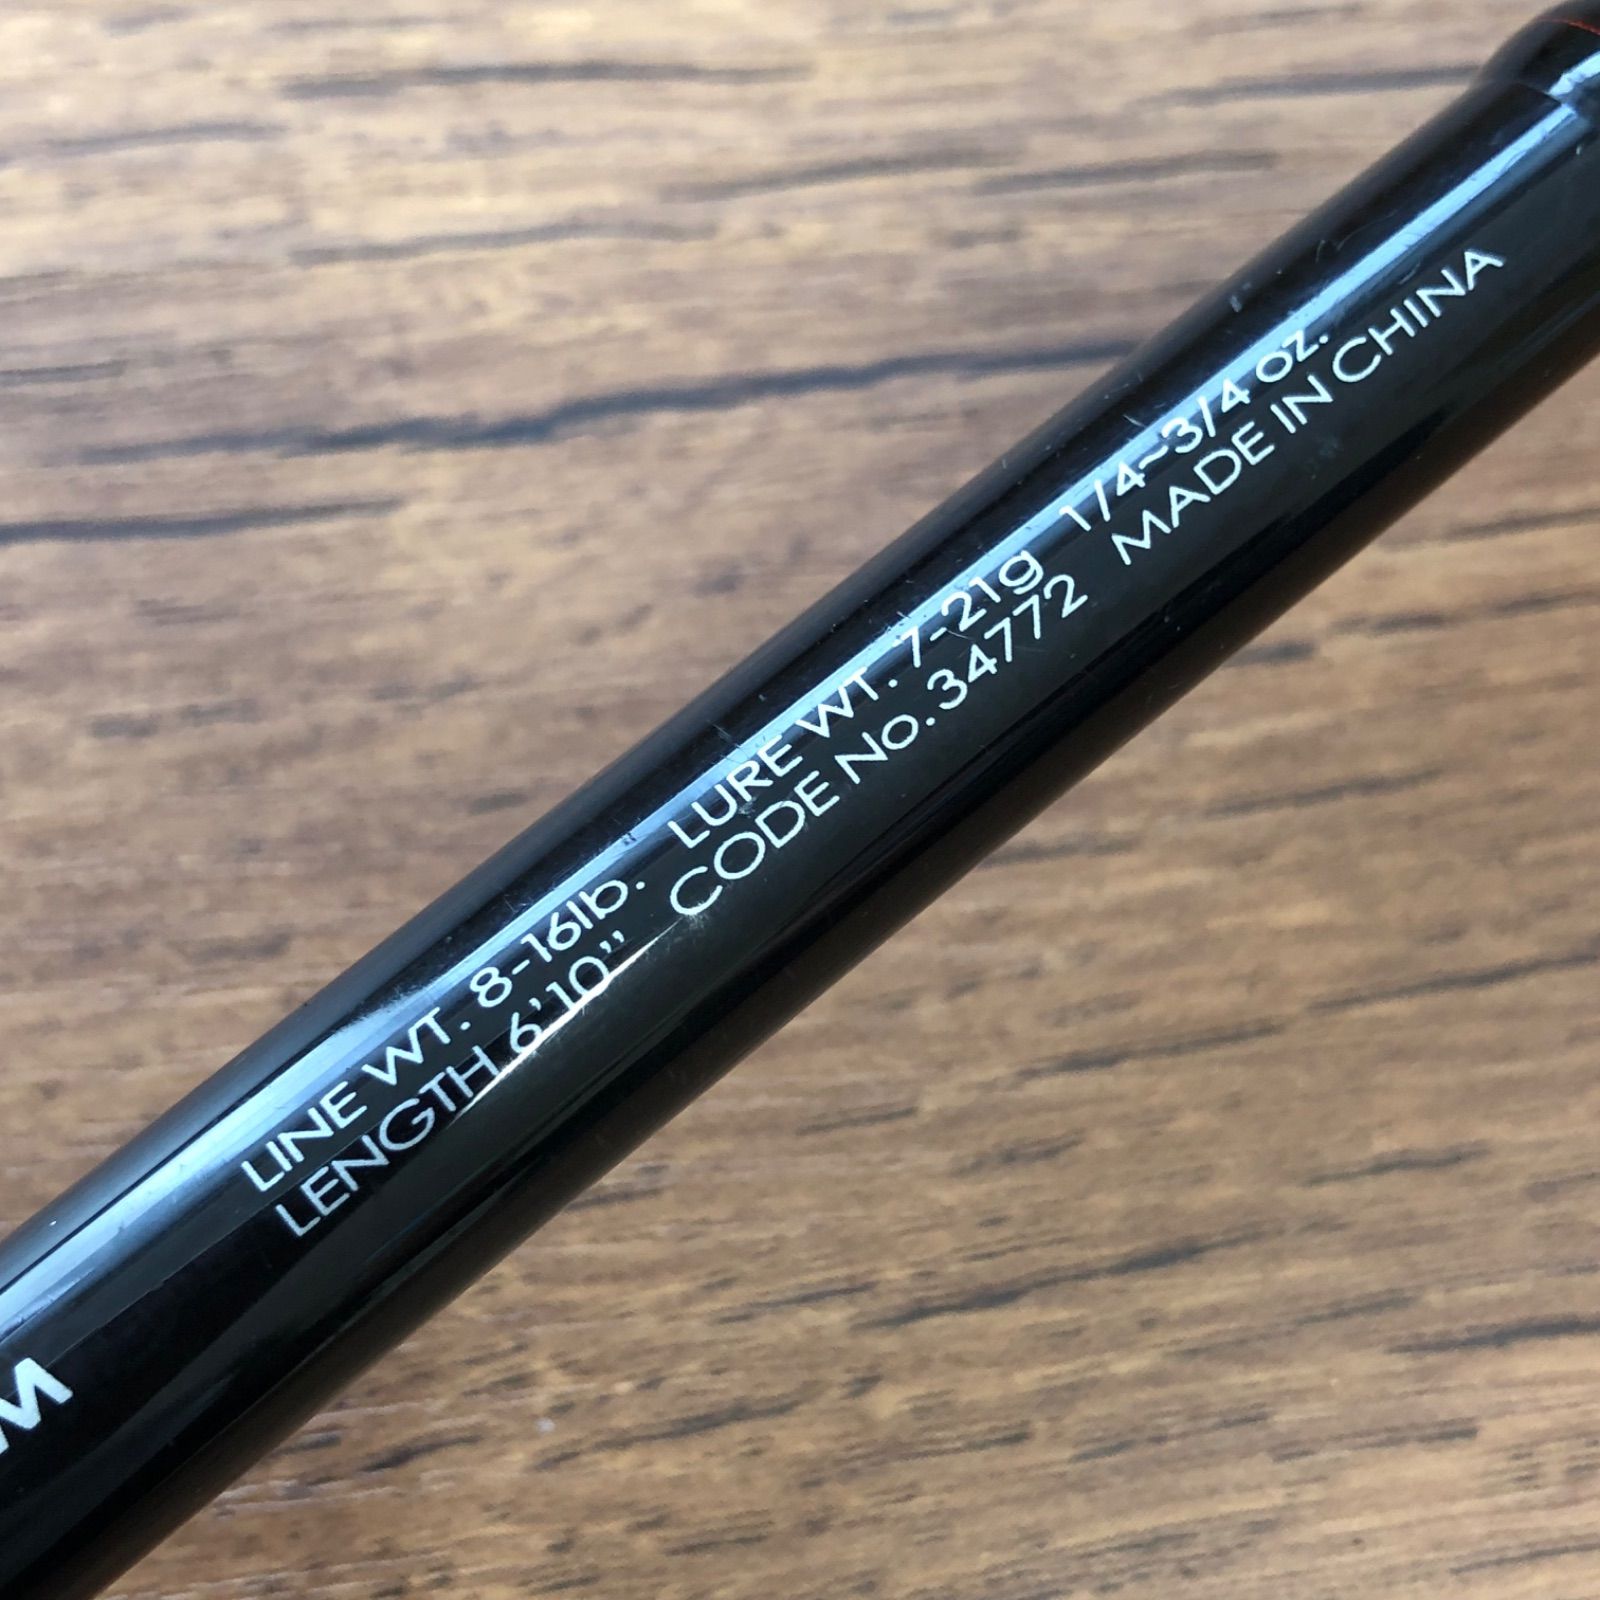 M
LINE WT. 8-16lb. LURE WT. 7-21g 1/4~3/4 oz.
LENGTH 6'10” CODE No. 34772 MADE IN CHINA